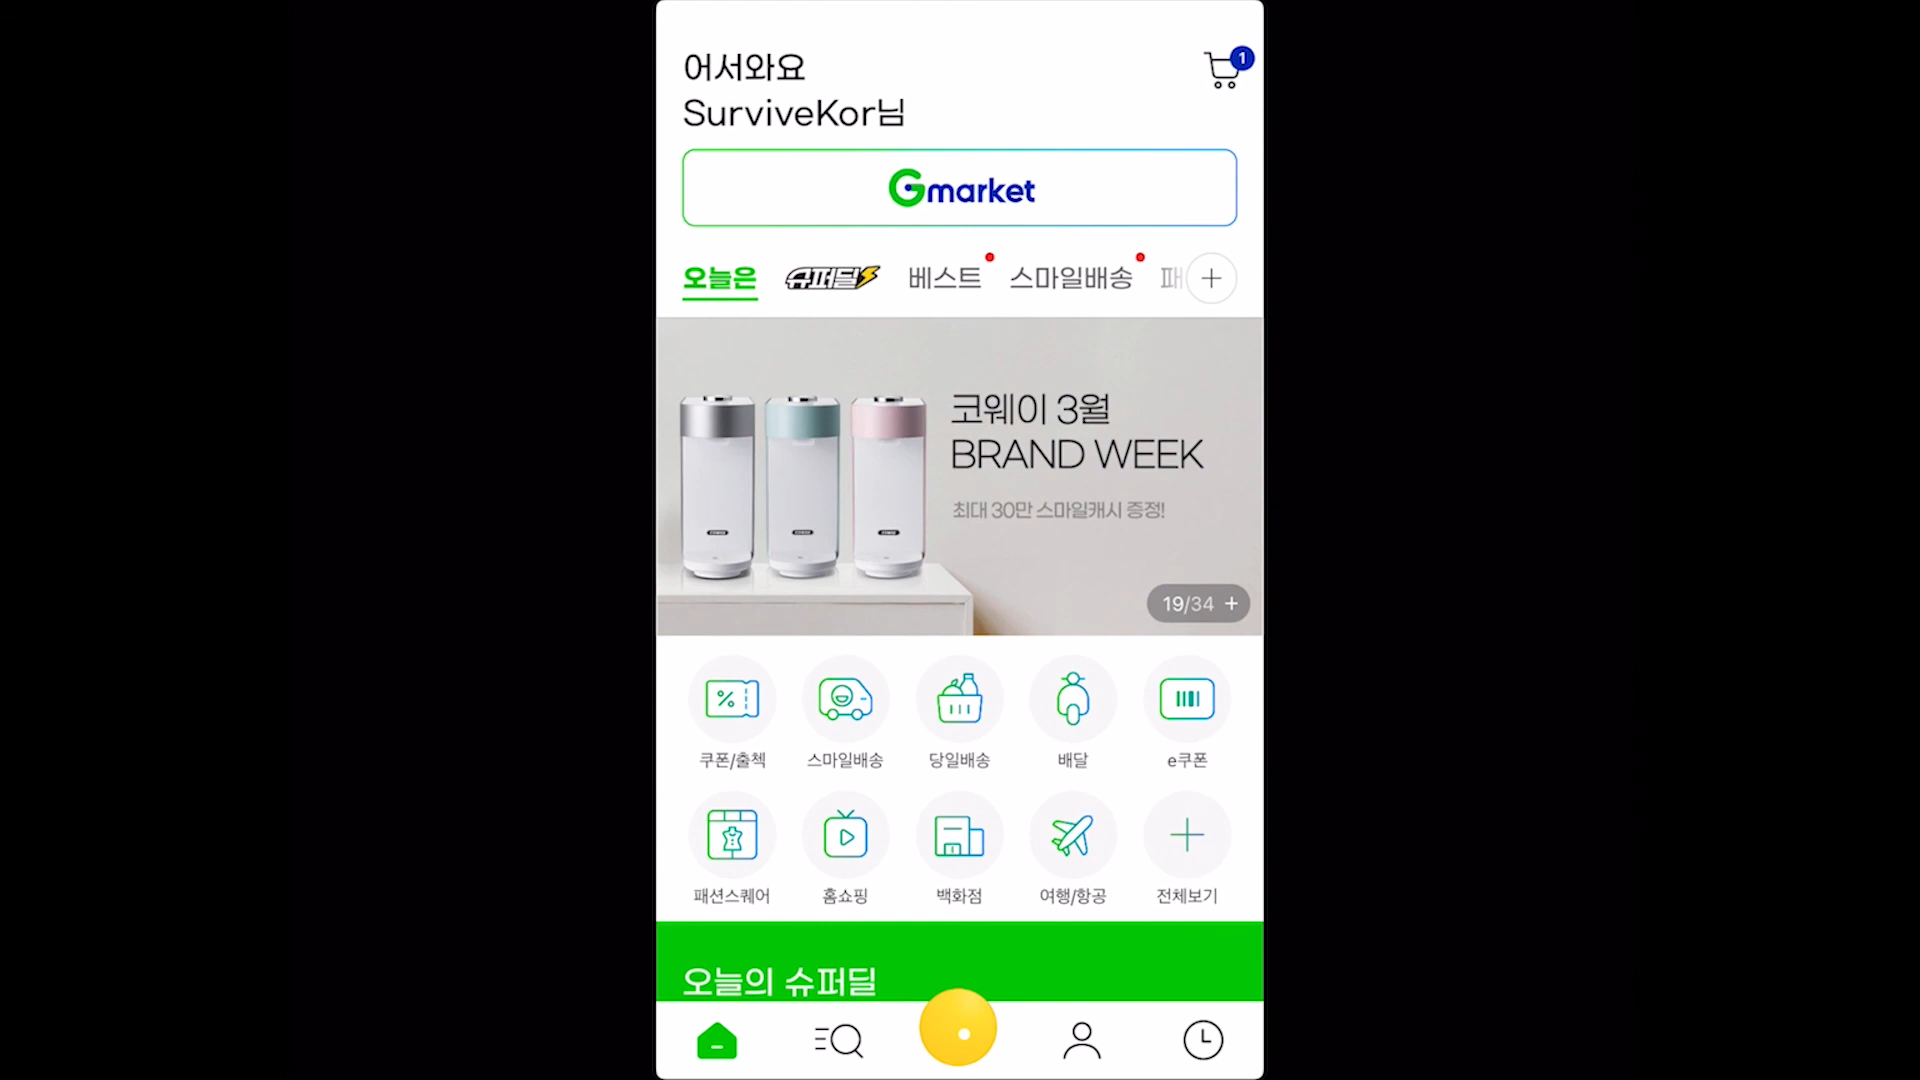 어서와요
1
SurviveKor님
Gmarket
오늘은 슈퍼딜 베스트 스마일배송 패
코웨이 3월
BRAND WEEK
최대 30만 스마일캐시 증정!
19/34 +
쿠폰/출첵 스마일배송 당일배송 배달 e쿠폰
패션스퀘어 홈쇼핑 백화점 여행/항공 전체보기
오늘의 슈퍼딜